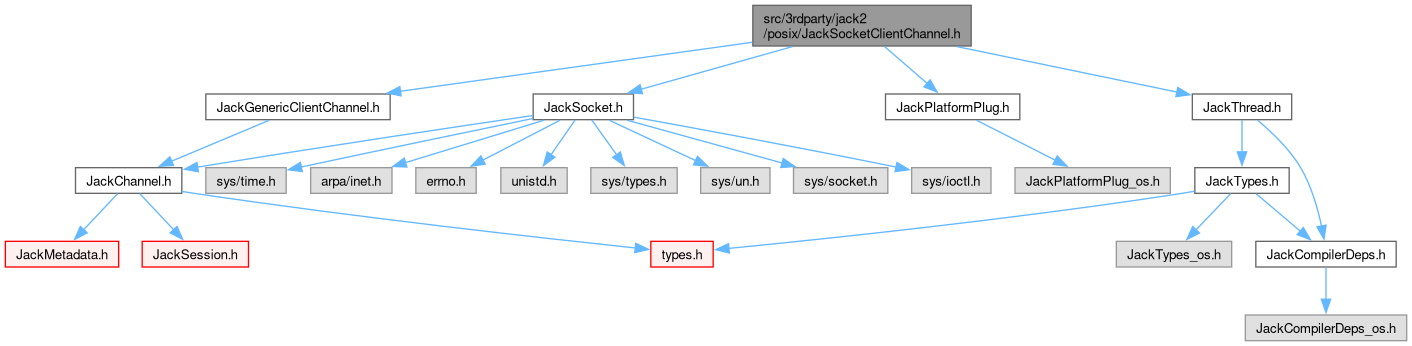 src/3rdparty/jack2
/posix/JackSocketClientChannel.h
JackGenericClientChannel.h
JackSocket.h
JackPlatformPlug.h
JackThread.h
JackChannel.h
sys/time.h
arpa/inet.h
errno.h
unistd.h
sys/types.h
sys/un.h
sys/socket.h
sys/ioctl.h
JackPlatformPlug_os.h
JackTypes.h
JackMetadata.h
JackSession.h
types.h
JackTypes_os.h
JackCompilerDeps.h
JackCompilerDeps_os.h